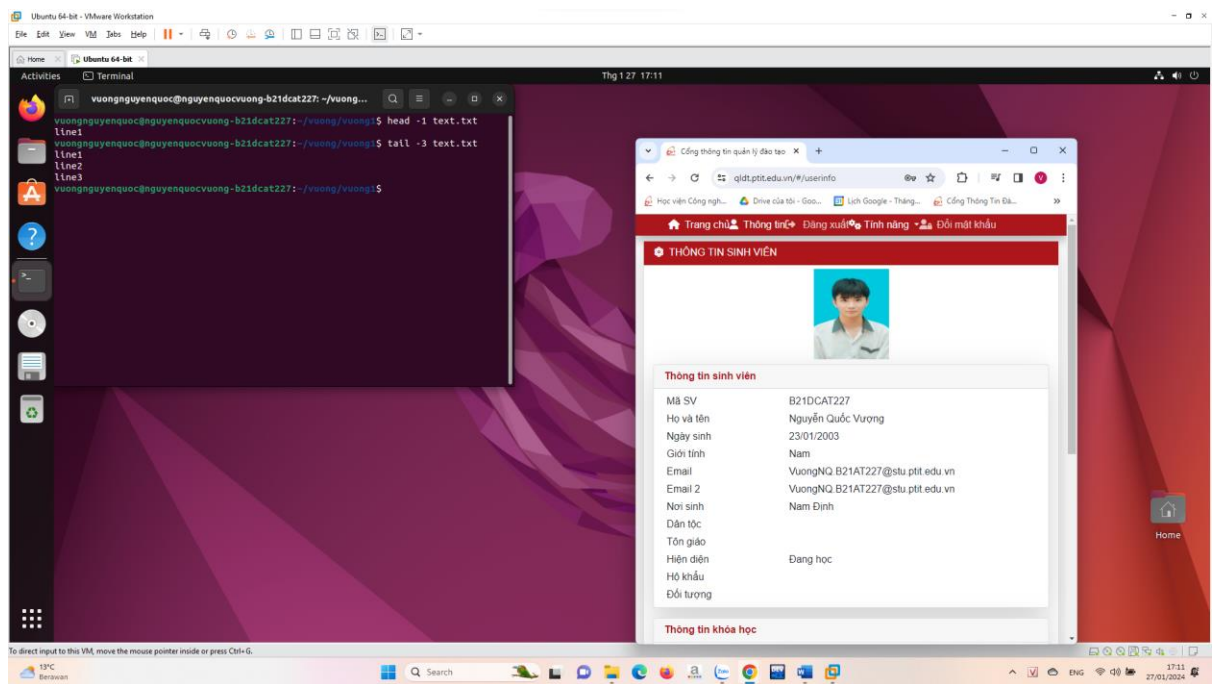 Ubuntu 64-bit - VMware Workstation
File Edit View VM Tabs Help
Home
Ubuntu 64-bit
Activities
Terminal
Thg 1 27 17:11
vuongnguyenquoc@nguyenquocvuong-b21dcat227: ~/vuong...
vuongnguyenquoc@nguyenquocvuong-b21dcat227:~/vuong/vuong1$ head -1 text.txt
line1
vuongnguyenquoc@nguyenquocvuong-b21dcat227:~/vuong/vuong1$ tail -3 text.txt
line1
line2
line3
vuongnguyenquoc@nguyenquocvuong-b21dcat227:~/vuong/vuong1$
Cổng thông tin quản lý đào tạo
qldt.ptit.edu.vn/#/userinfo
V
Học viện Công ngh...
Drive của tôi - Goo...
Lịch Google - Tháng...
Cổng Thông Tin Đà...
Trang chủ Thông tin Đăng xuất Tính năng Đổi mật khẩu
THÔNG TIN SINH VIÊN
Thông tin sinh viên
Mã SV B21DCAT227
Họ và tên Nguyễn Quốc Vượng
Ngày sinh 23/01/2003
Giới tính Nam
Email VuongNQ.B21AT227@stu.ptit.edu.vn
Email 2 VuongNQ.B21AT227@stu.ptit.edu.vn
Nơi sinh Nam Định
Dân tộc
Tôn giáo
Hiện diện Đang học
Hộ khẩu
Đối tượng
Thông tin khóa học
Home
To direct input to this VM, move the mouse pointer inside or press Ctrl+G.
13°C
Berawan
Search
ENG
17:11
27/01/2024